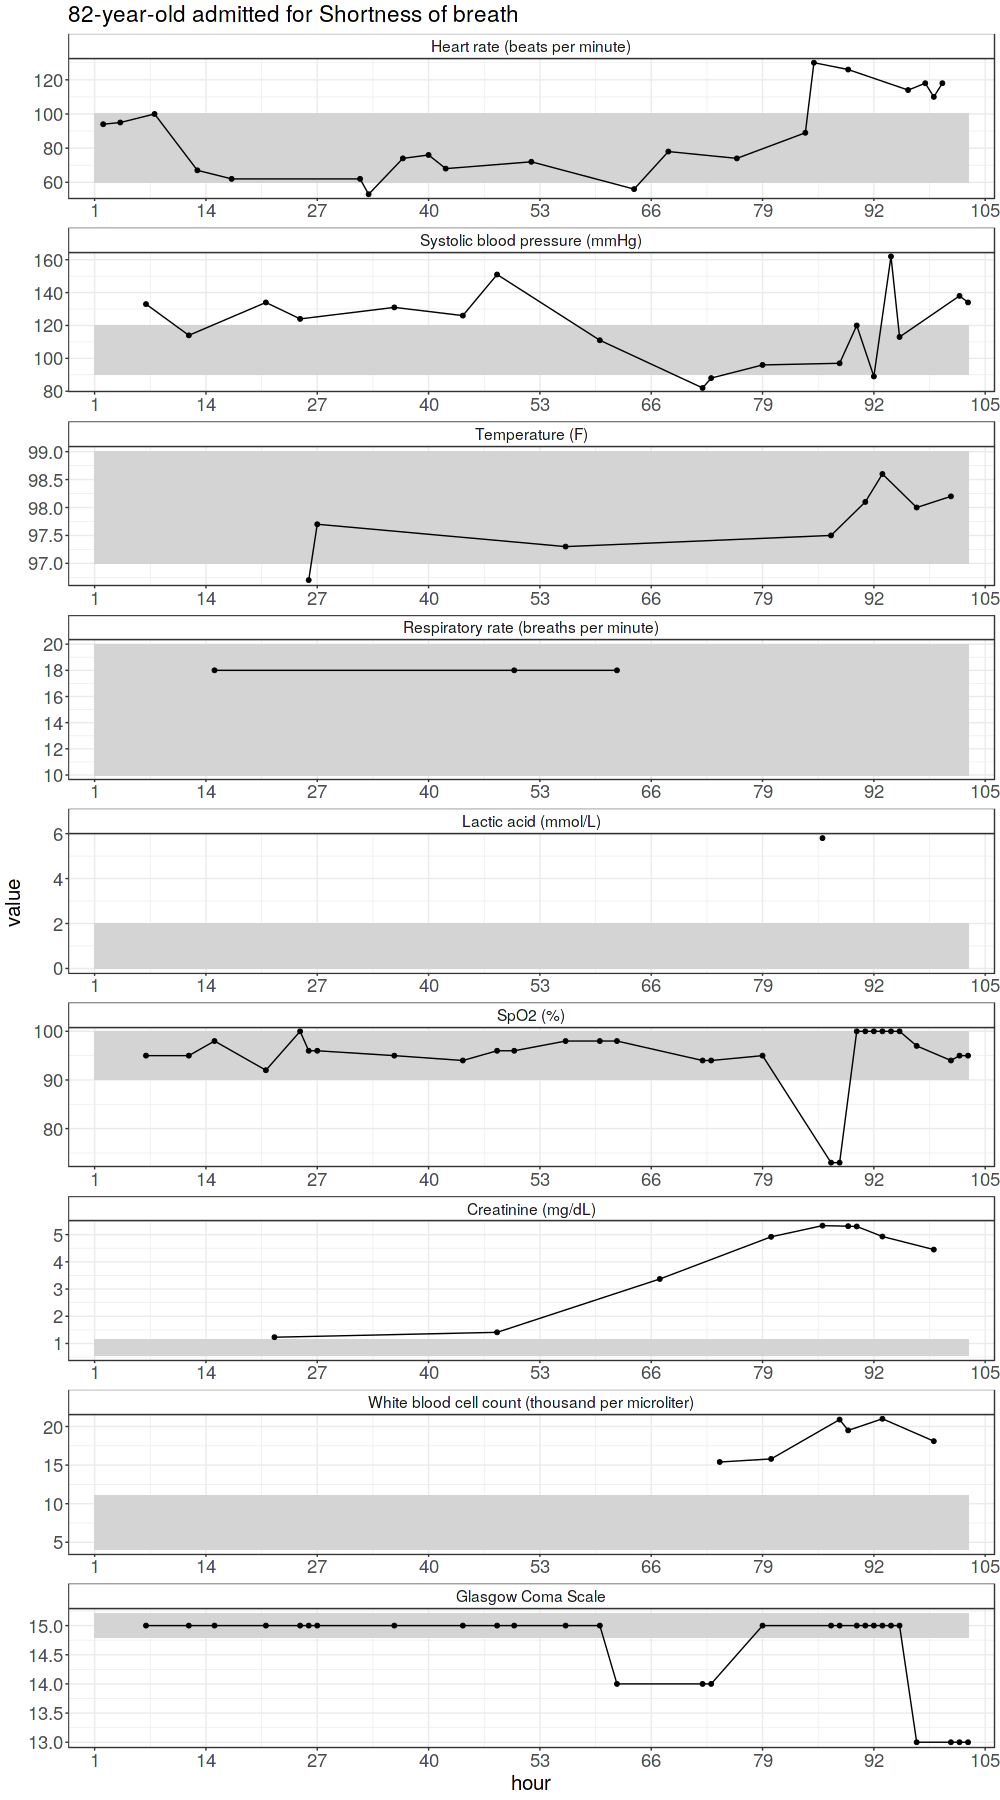 82-year-old admitted for Shortness of breath
Heart rate (beats per minute)
120
100
80
60
1 14 27 40 53 66 79 92 105
Systolic blood pressure (mmHg)
160
140
120
100
80
1 14 27 40 53 66 79 92 105
Temperature (F)
99.0
98.5
98.0
97.5
97.0
1 14 27 40 53 66 79 92 105
Respiratory rate (breaths per minute)
20
18
16
14
12
10
1 14 27 40 53 66 79 92 105
Lactic acid (mmol/L)
6
4
2
0
1 14 27 40 53 66 79 92 105
value
SpO2 (%)
100
90
80
1 14 27 40 53 66 79 92 105
Creatinine (mg/dL)
5
4
3
2
1
1 14 27 40 53 66 79 92 105
White blood cell count (thousand per microliter)
20
15
10
5
1 14 27 40 53 66 79 92 105
Glasgow Coma Scale
15.0
14.5
14.0
13.5
13.0
1 14 27 40 53 66 79 92 105
hour